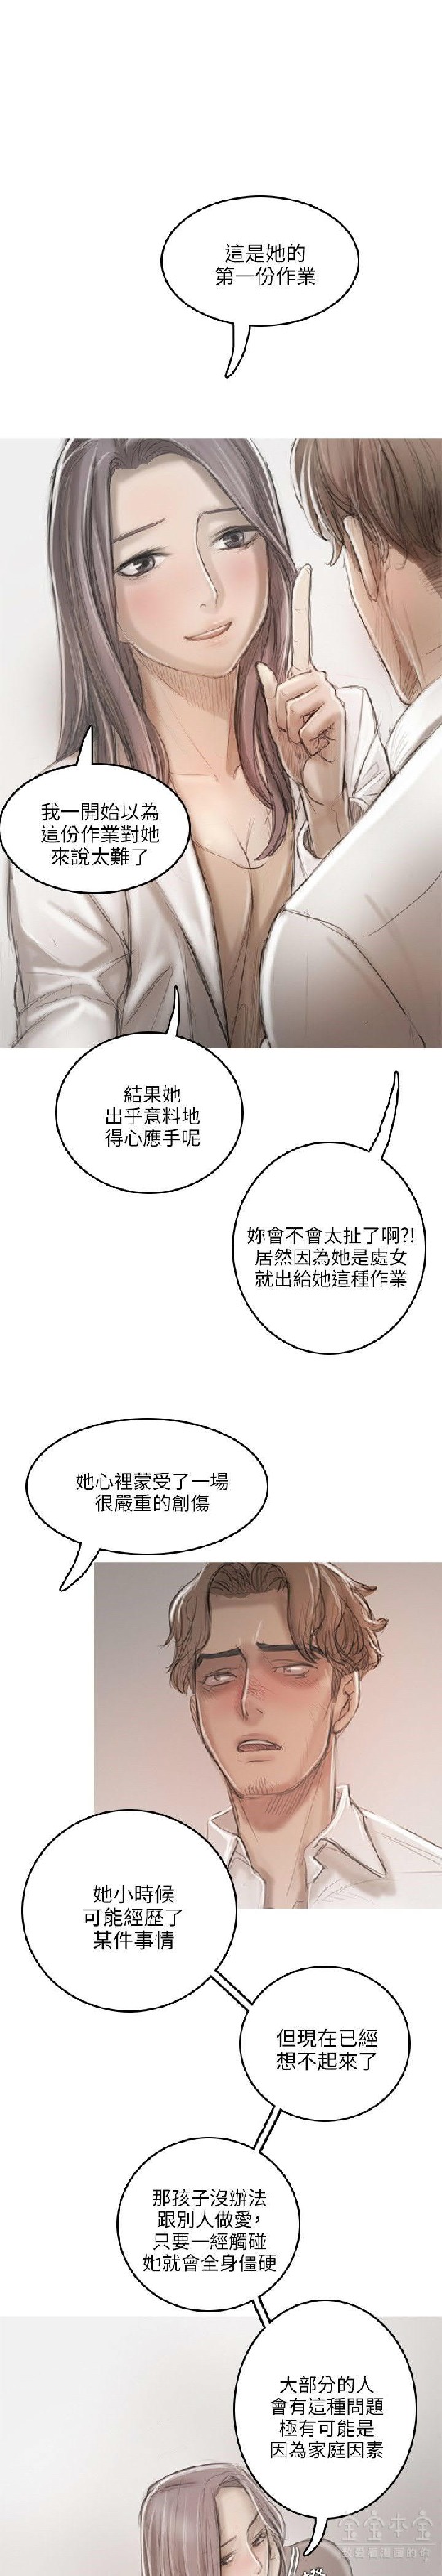 這是她的
第一份作業
我一開始以為
這份作業對她
來說太難了
結果她
出乎意料地
得心應手呢
妳會不會太扯了啊?!
居然因為她是處女
就出給她這種作業
她心裡蒙受了一場
很嚴重的創傷
她小時候
可能經歷了
某件事情
但現在已經
想不起來了
那孩子沒辦法
跟別人做愛,
只要一經觸碰
她就會全身僵硬
大部分的人
會有這種問題
極有可能是
因為家庭因素